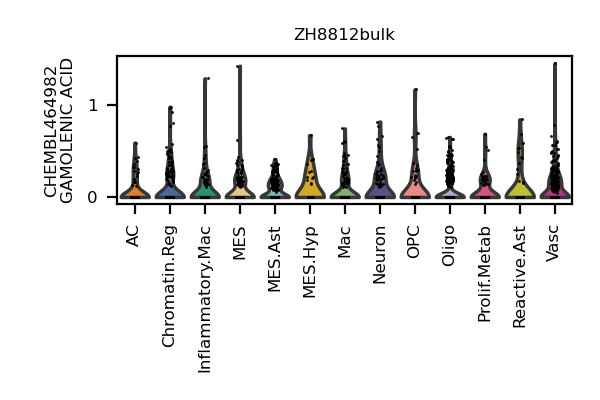 ZH8812bulk
CHEMBL464982
GAMOLENIC ACID
1
0
AC
Chromatin.Reg
Inflammatory.Mac
MES
MES.Ast
MES.Hyp
Mac
Neuron
OPC
Oligo
Prolif.Metab
Reactive.Ast
Vasc